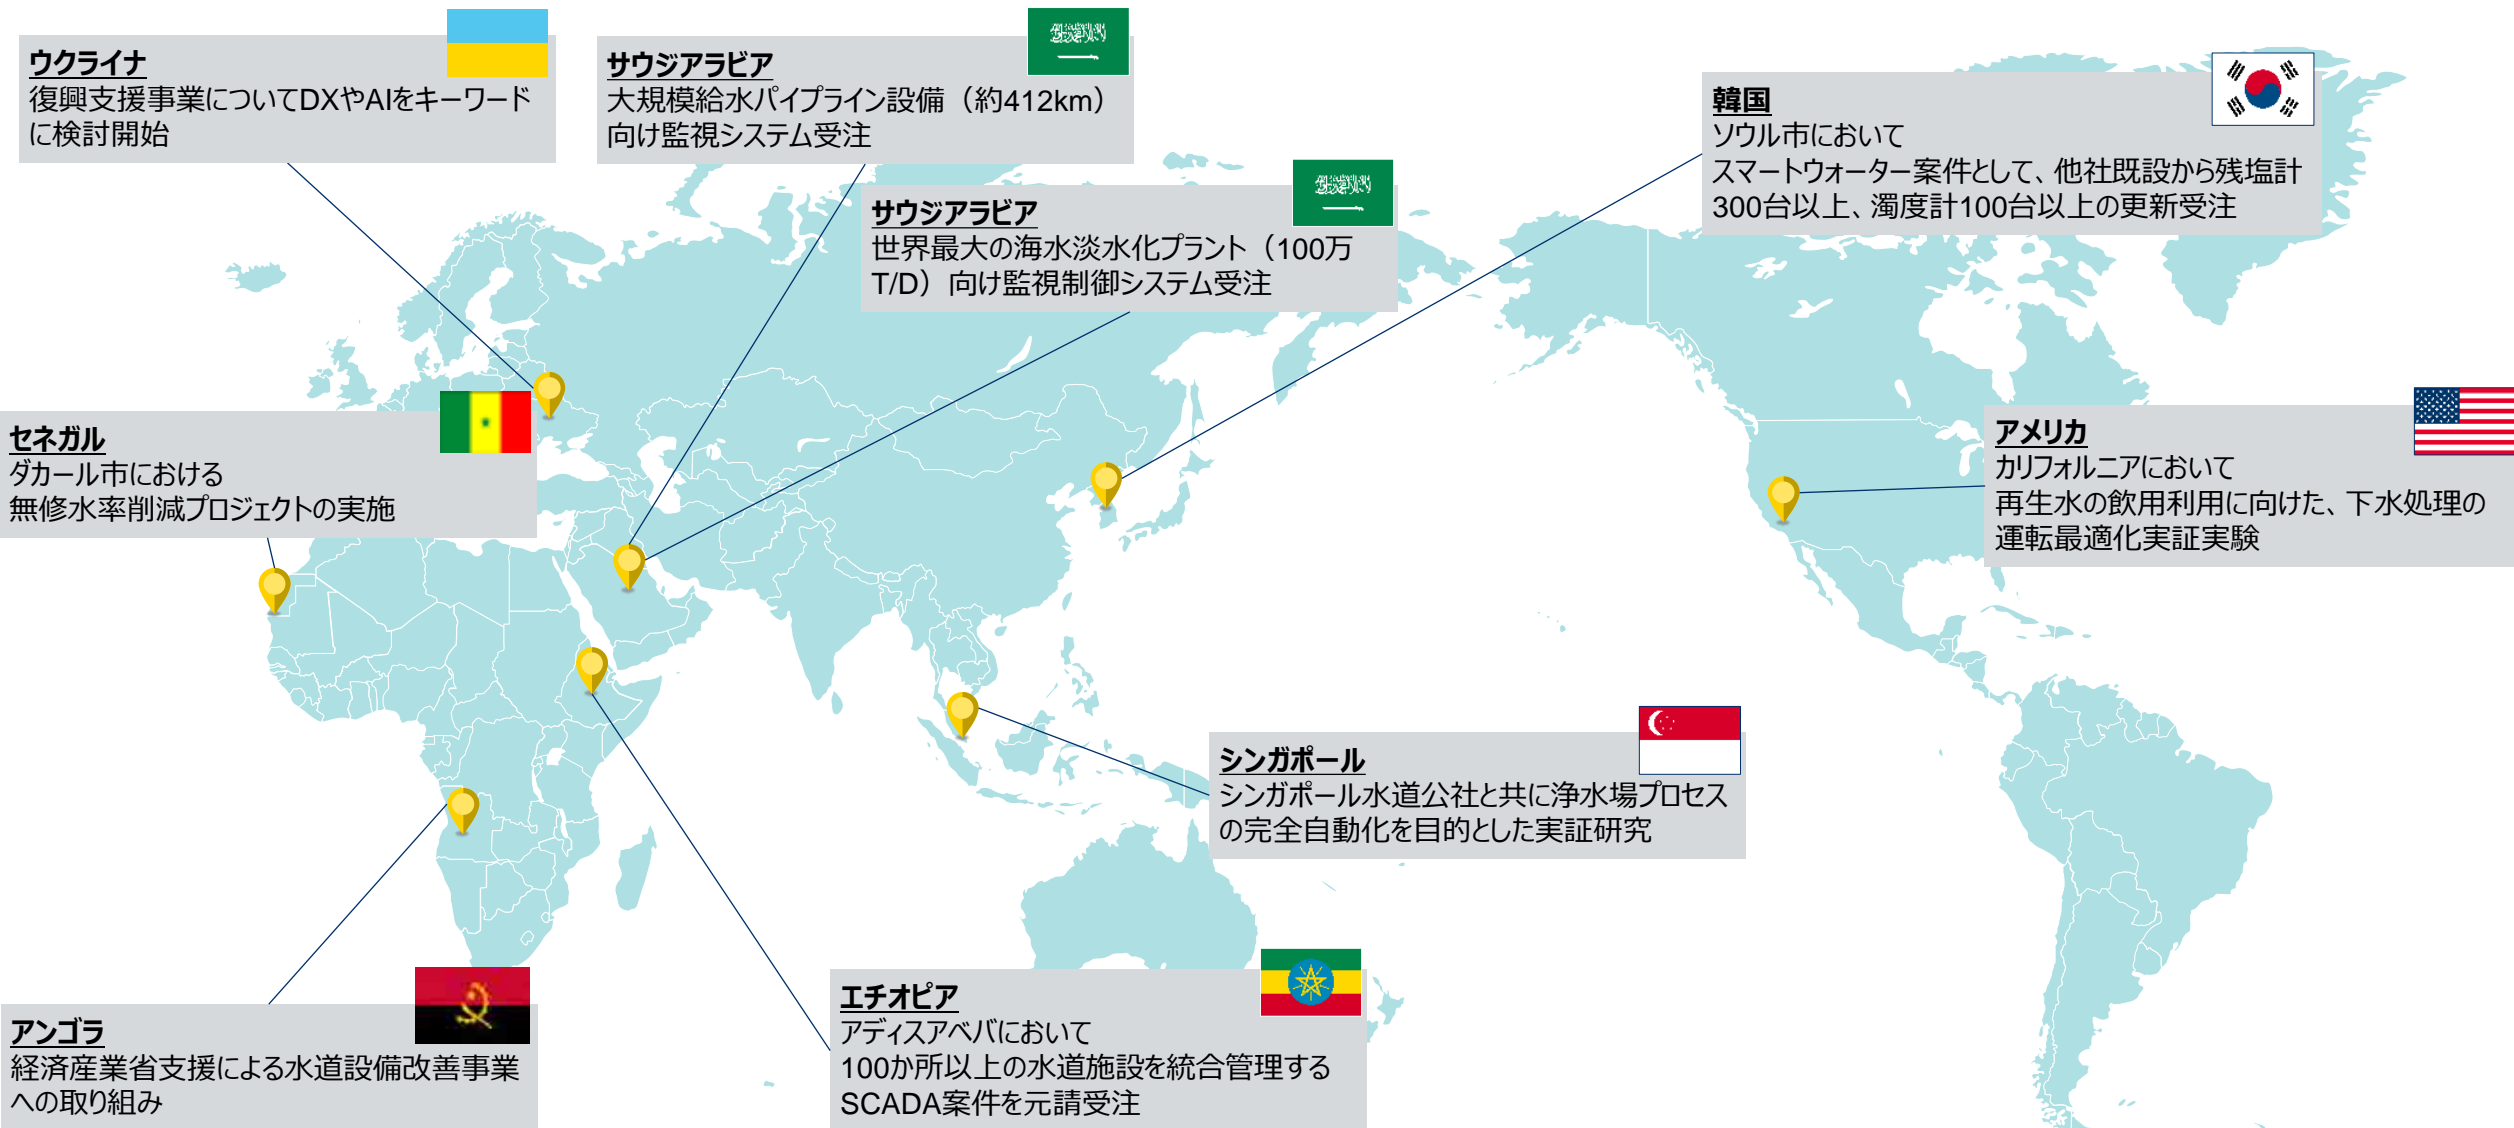 ウクライナ
復興支援事業についてDXやAIをキーワード
に検討開始
サウジアラビア
大規模給水パイプライン設備（約412km）
向け監視システム受注
サウジアラビア
世界最大の海水淡水化プラント（100万
T/D）向け監視制御システム受注
韓国
ソウル市において
スマートウォーター案件として、他社既設から残塩計
300台以上、濁度計100台以上の更新受注
セネガル
ダカール市における
無修水率削減プロジェクトの実施
アメリカ
カリフォルニアにおいて
再生水の飲用利用に向けた、下水処理の
運転最適化実証実験
シンガポール
シンガポール水道公社と共に浄水場プロセス
の完全自動化を目的とした実証研究
アンゴラ
経済産業省支援による水道設備改善事業
への取り組み
エチオピア
アディスアベバにおいて
100か所以上の水道施設を統合管理する
SCADA案件を元請受注